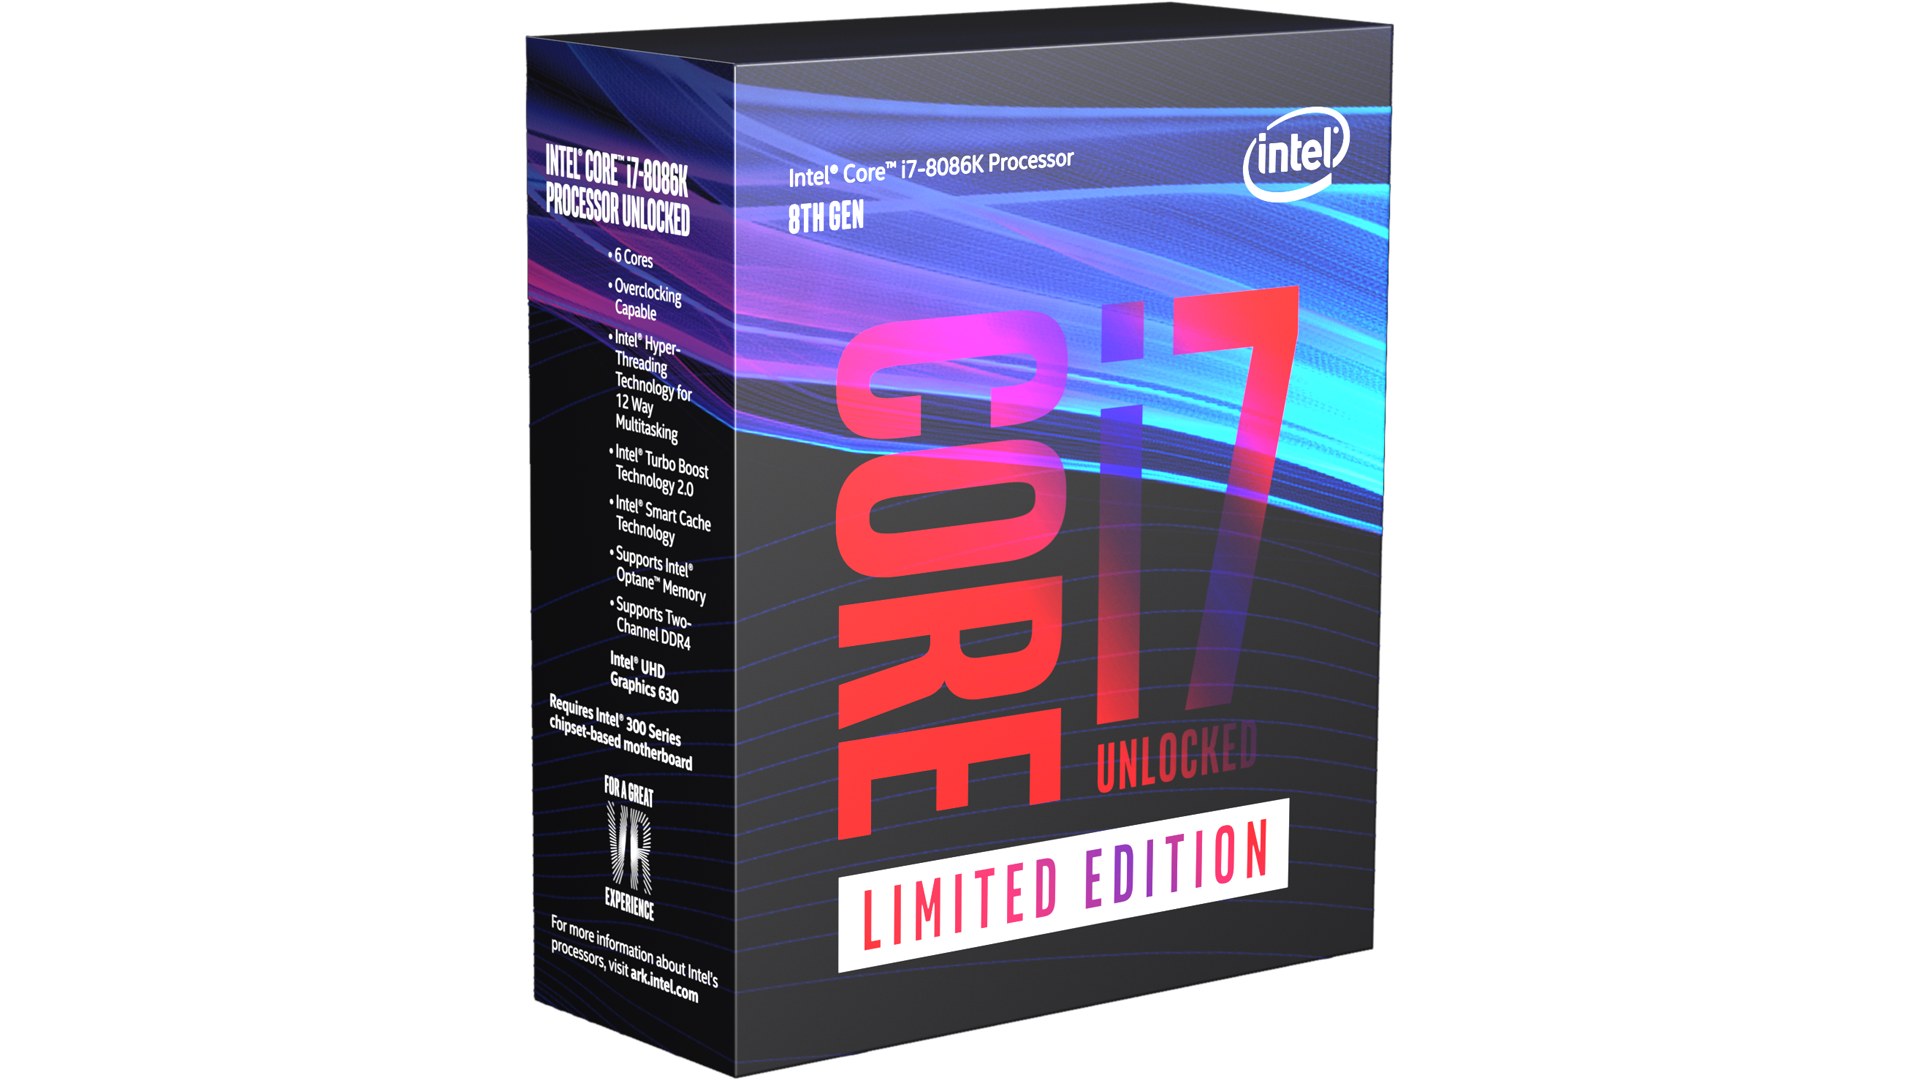 INTEL® CORE™ i7-8086K
PROCESSOR UNLOCKED
• 6 Cores
• Overclocking
Capable
• Intel® Hyper-
Threading
Technology for
12 Way
Multitasking
• Intel® Turbo Boost
Technology 2.0
• Intel® Smart Cache
Technology
• Supports Intel®
Optane™ Memory
• Supports Two-
Channel DDR4
Intel® UHD
Graphics 630
Requires Intel® 300 Series
chipset-based motherboard
FOR A GREAT
VR
EXPERIENCE
For more information about Intel's
processors, visit ark.intel.com
intel®
Intel® Core™ i7-8086K Processor
8TH GEN
CORE
i7
UNLOCKED
LIMITED EDITION